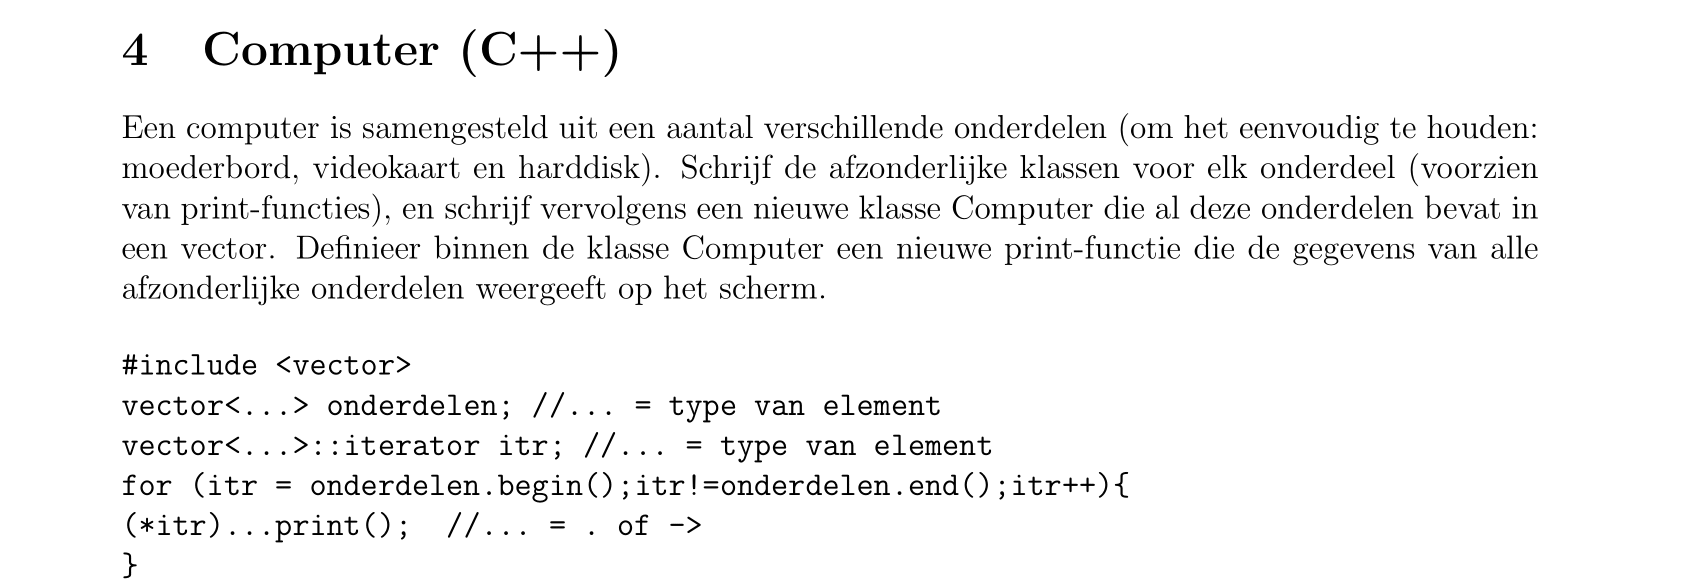 4 Computer (C++)
Een computer is samengesteld uit een aantal verschillende onderdelen (om het eenvoudig te houden:
moederbord, videokaart en harddisk). Schrijf de afzonderlijke klassen voor elk onderdeel (voorzien
van print-functies), en schrijf vervolgens een nieuwe klasse Computer die al deze onderdelen bevat in
een vector. Definieer binnen de klasse Computer een nieuwe print-functie die de gegevens van alle
afzonderlijke onderdelen weergeeft op het scherm.
#include <vector>
vector<...> onderdelen; //... = type van element
vector<...>::iterator itr; //... = type van element
for (itr = onderdelen.begin();itr!=onderdelen.end();itr++){
(*itr)...print();  //... = . of ->
}